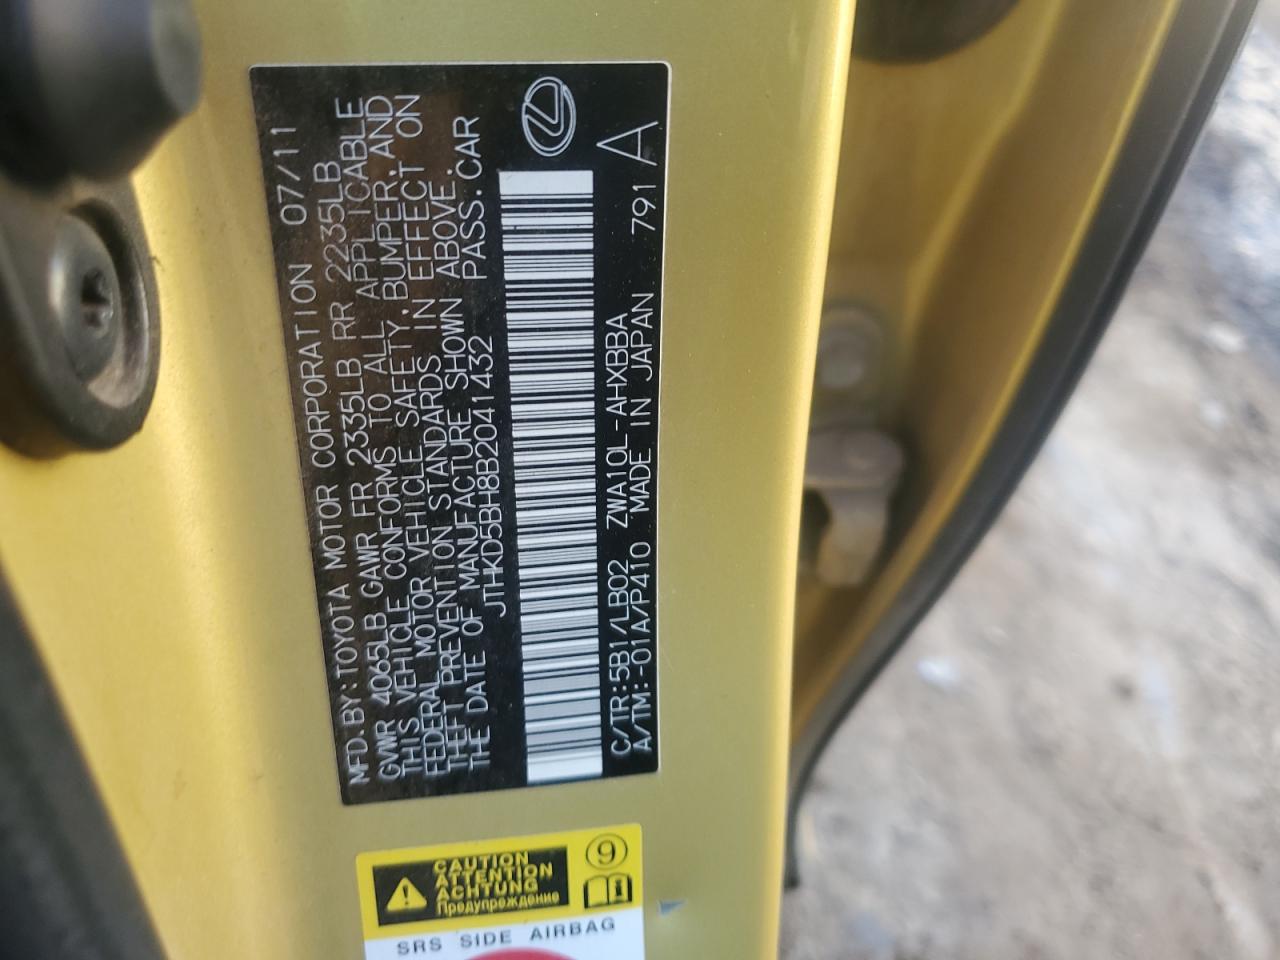 MFD.BY:TOYOTA MOTOR CORPORATION 07/11
GVWR 4065LB GAWR FR 2335LB RR 2235LB
THIS VEHICLE CONFORMS TO ALL APPLICABLE
FEDERAL MOTOR VEHICLE SAFETY,BUMPER,AND
THEFT PREVENTION STANDARDS IN EFFECT ON
THE DATE OF MANUFACTURE SHOWN ABOVE.
JTHKD5BH8B2041432 PASS.CAR
C/TR:5B1/LB02 ZWA10L-AHXBBA
A/TM:-01A/P410 MADE IN JAPAN 791 A
CAUTION
ATTENTION
ACHTUNG
Предупреждение
9
SRS SIDE AIRBAG